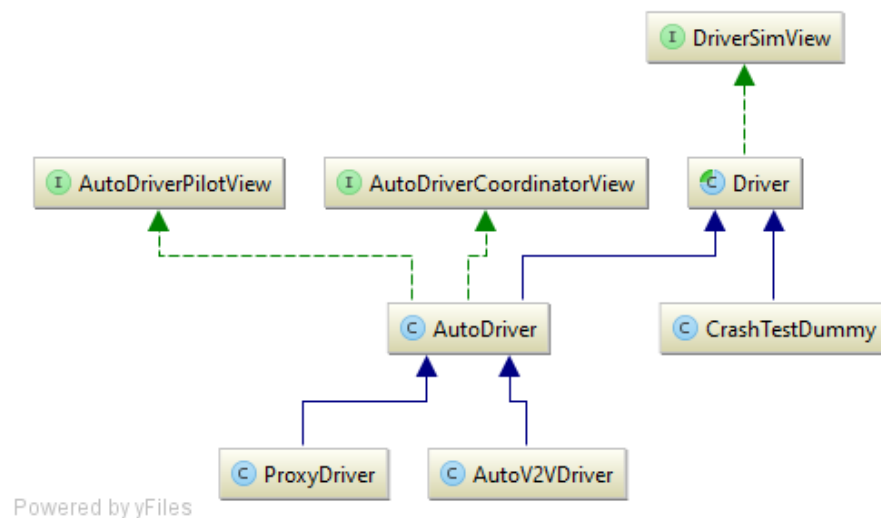 I DriverSimView
I AutoDriverPilotView
I AutoDriverCoordinatorView
C Driver
C AutoDriver
C CrashTestDummy
C ProxyDriver
C AutoV2VDriver
Powered by yFiles